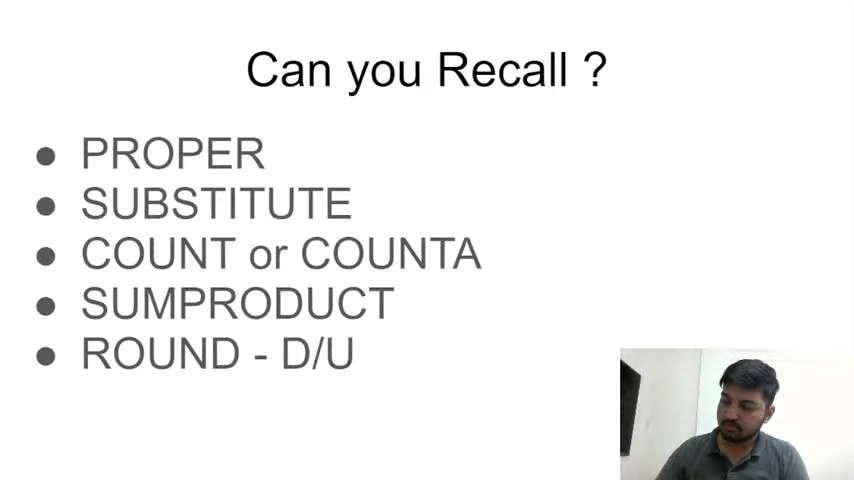 Can you Recall ?
● PROPER
● SUBSTITUTE
● COUNT or COUNTA
● SUMPRODUCT
● ROUND - D/U